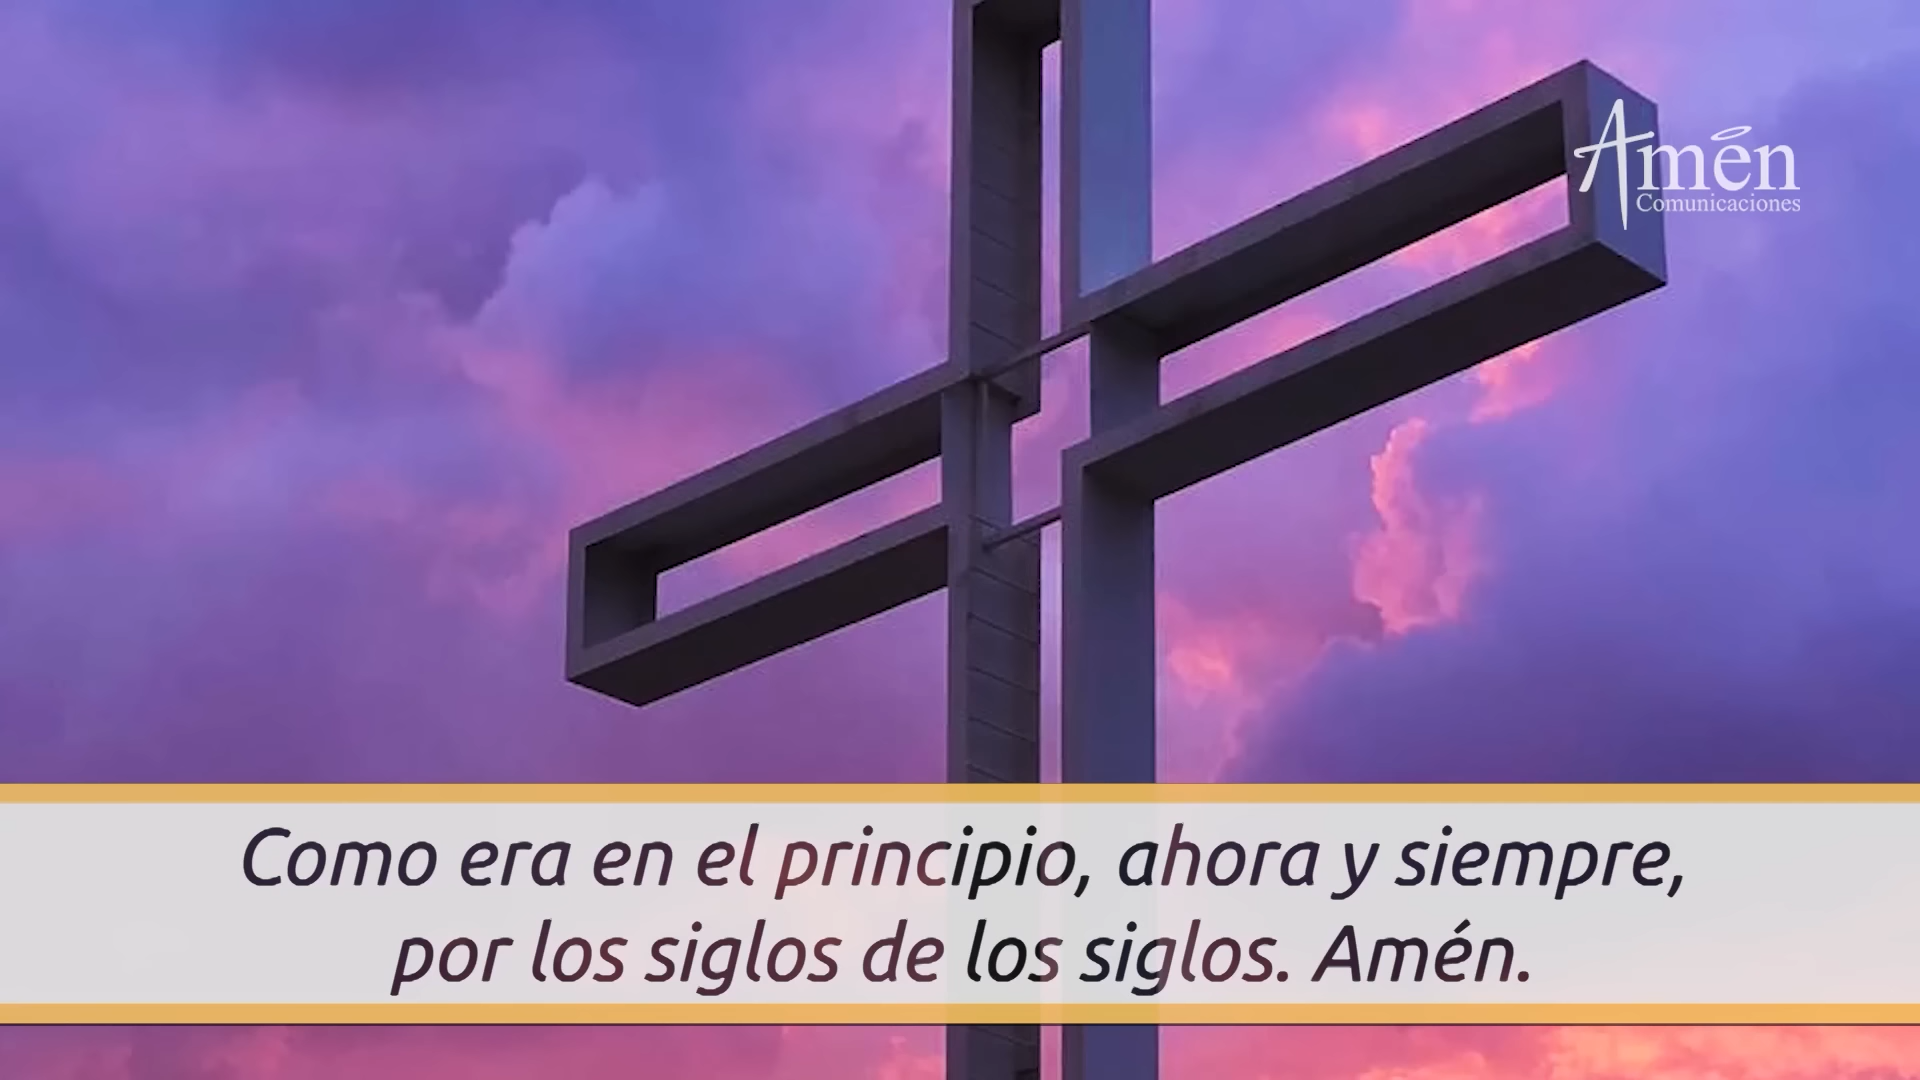 Amén
Comunicaciones
Como era en el principio, ahora y siempre,
por los siglos de los siglos. Amén.